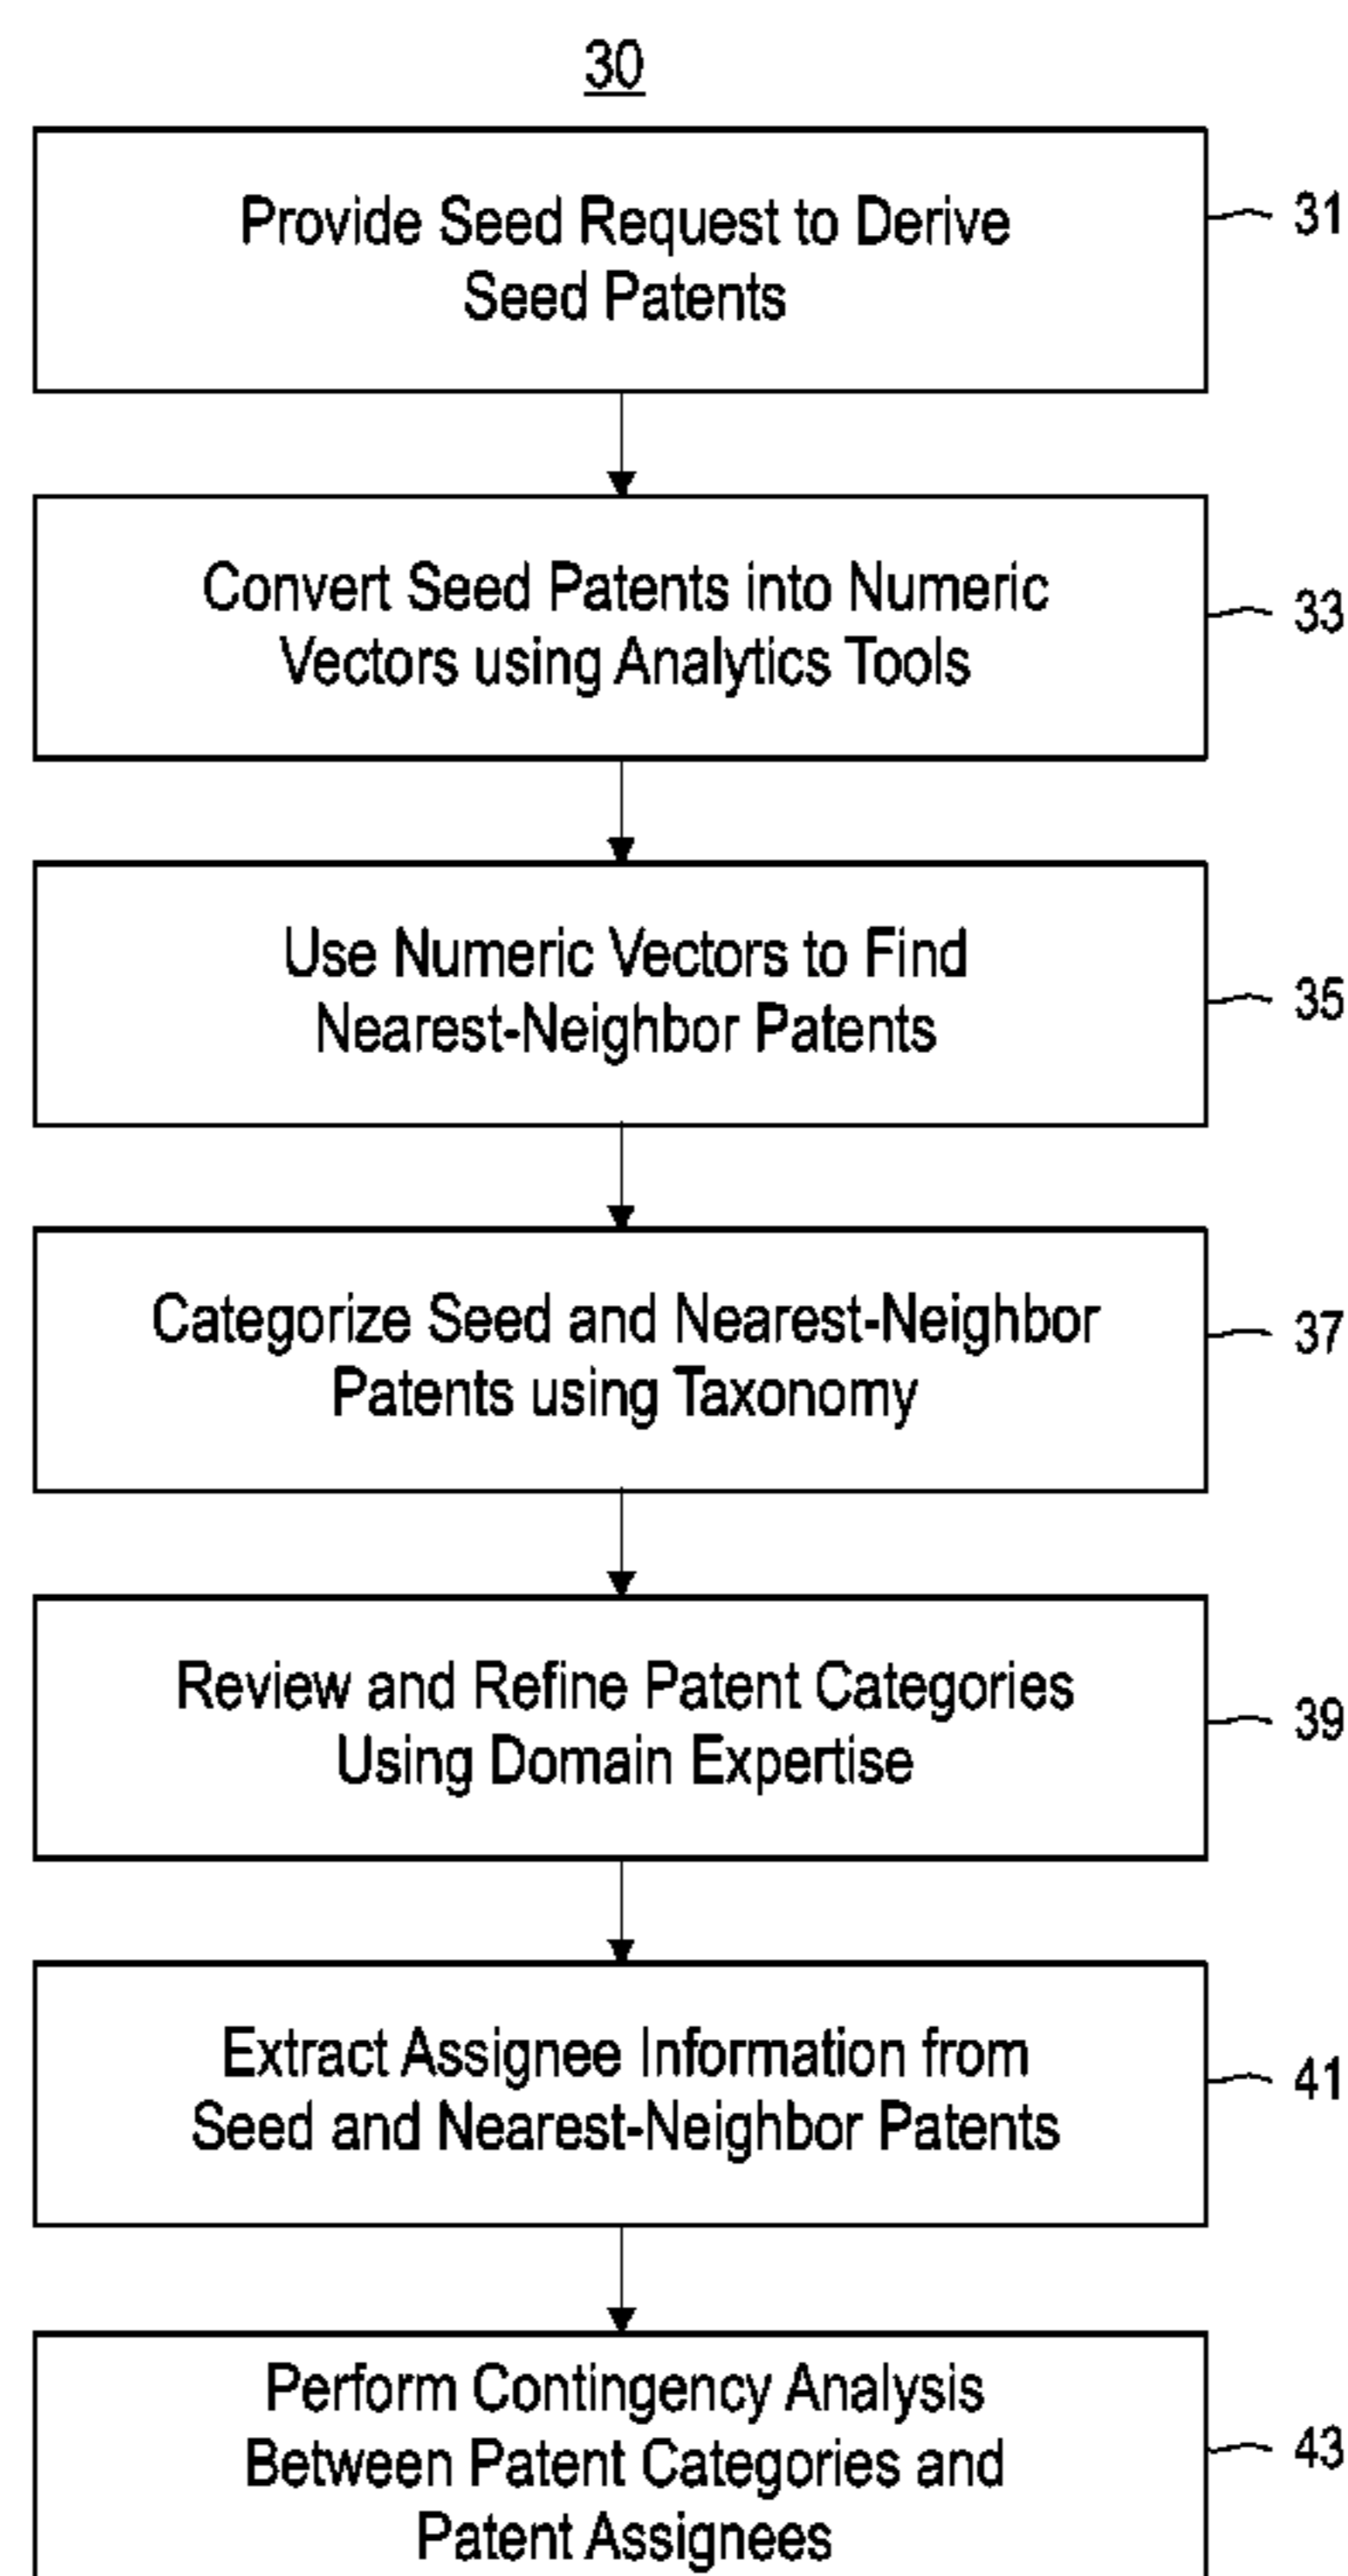 30
Provide Seed Request to Derive
Seed Patents
31
Convert Seed Patents into Numeric
Vectors using Analytics Tools
33
Use Numeric Vectors to Find
Nearest-Neighbor Patents
35
Categorize Seed and Nearest-Neighbor
Patents using Taxonomy
37
Review and Refine Patent Categories
Using Domain Expertise
39
Extract Assignee Information from
Seed and Nearest-Neighbor Patents
41
Perform Contingency Analysis
Between Patent Categories and
Patent Assignees
43